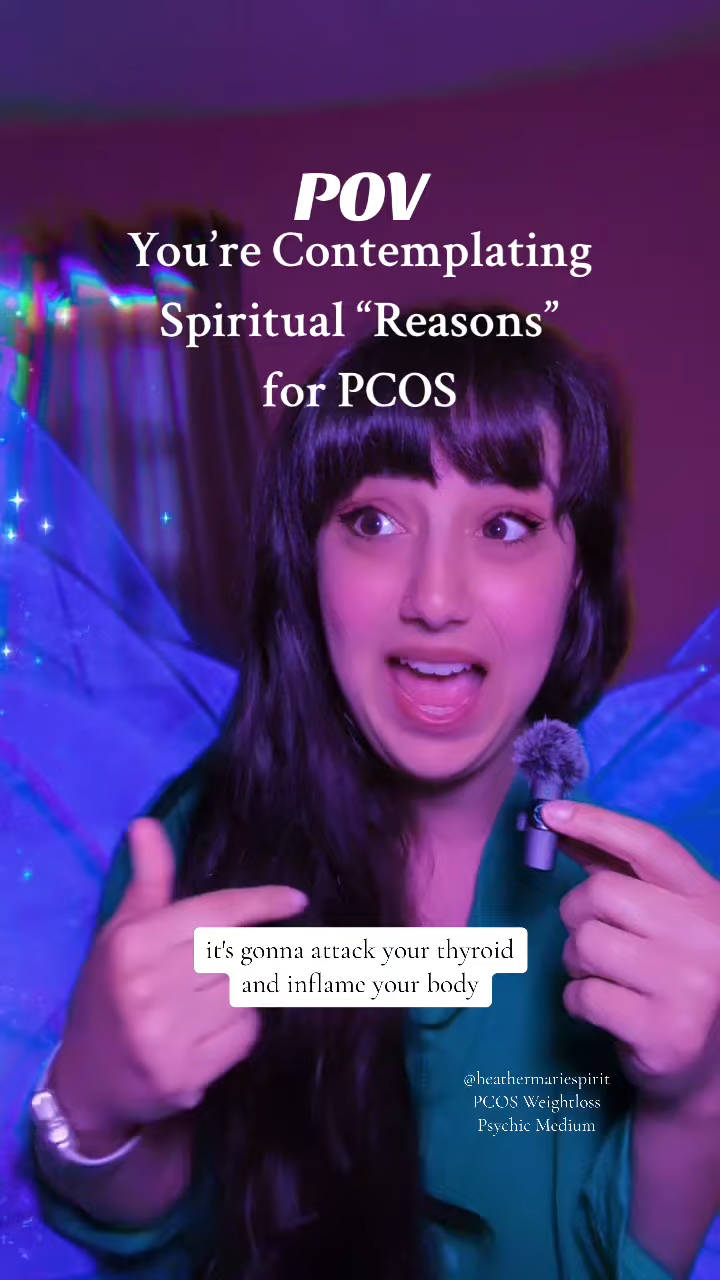 POV
You’re Contemplating
Spiritual “Reasons”
for PCOS
it's gonna attack your thyroid
and inflame your body
@heathermariespirit
PCOS Weightloss
Psychic Medium